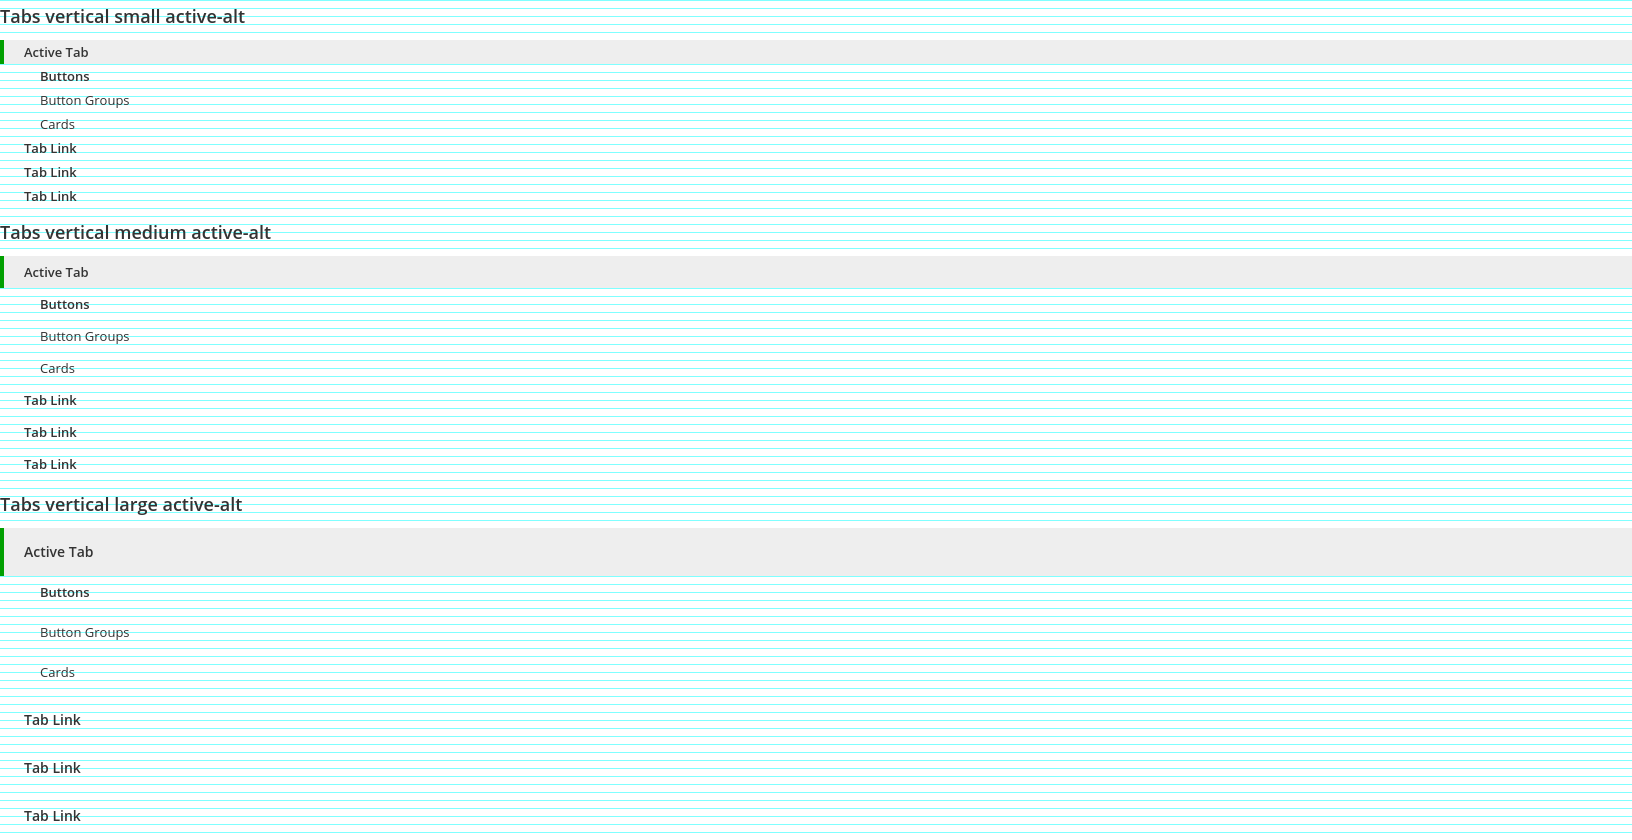 Tabs vertical small active-alt
Active Tab
Buttons
Button Groups
Cards
Tab Link
Tab Link
Tab Link
Tabs vertical medium active-alt
Active Tab
Buttons
Button Groups
Cards
Tab Link
Tab Link
Tab Link
Tabs vertical large active-alt
Active Tab
Buttons
Button Groups
Cards
Tab Link
Tab Link
Tab Link